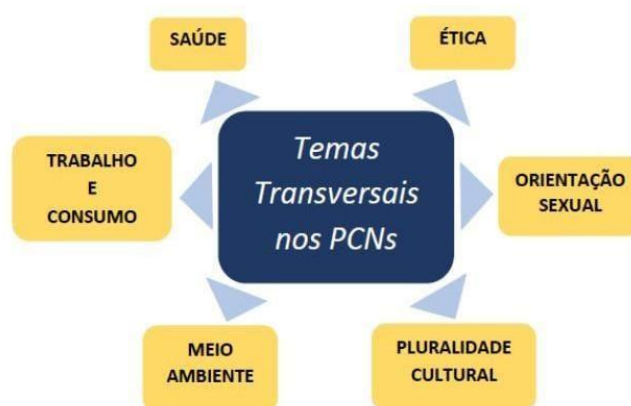 SAÚDE
ÉTICA
TRABALHO
E
CONSUMO
Temas
Transversais
nos PCNs
ORIENTAÇÃO
SEXUAL
MEIO
AMBIENTE
PLURALIDADE
CULTURAL